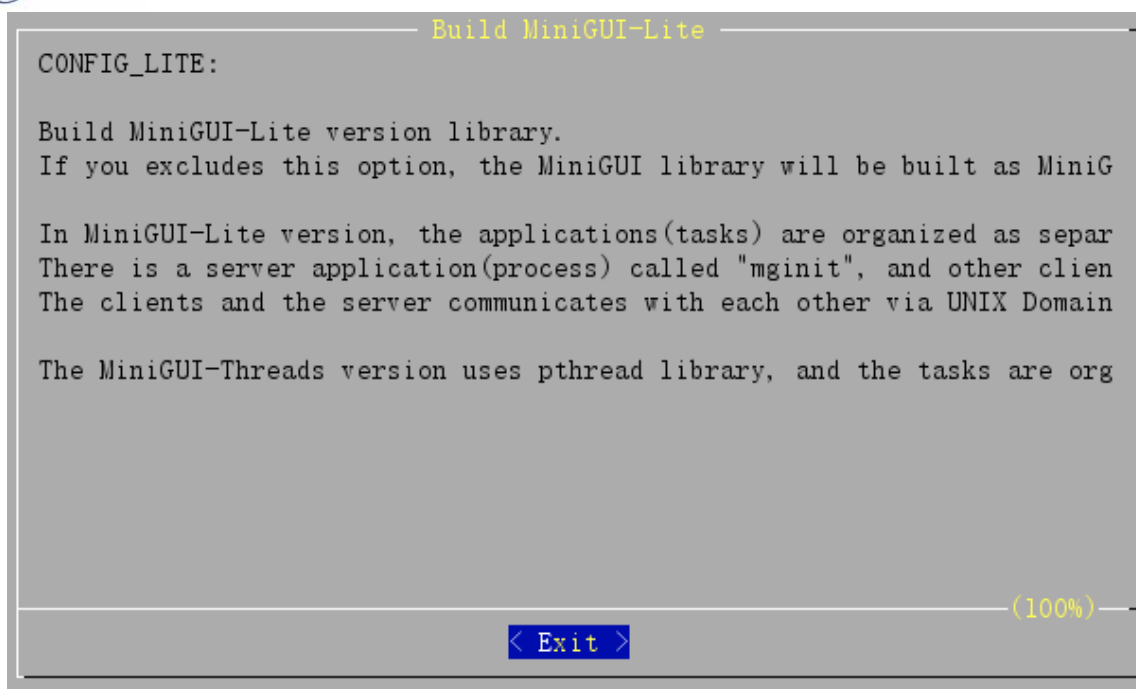 Build MiniGUI-Lite
CONFIG_LITE:
Build MiniGUI-Lite version library.
If you excludes this option, the MiniGUI library will be built as MiniG
In MiniGUI-Lite version, the applications(tasks) are organized as separ
There is a server application(process) called "mginit", and other clien
The clients and the server communicates with each other via UNIX Domain
The MiniGUI-Threads version uses pthread library, and the tasks are org
(100%)
< Exit >